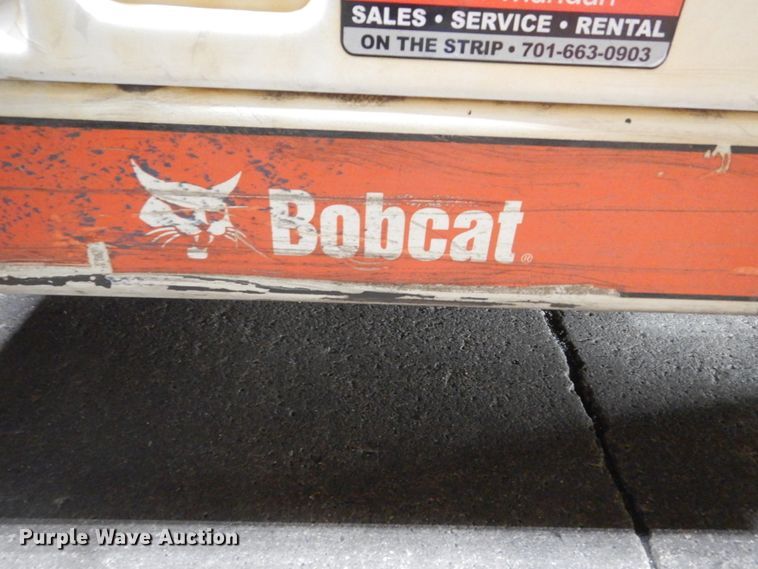 SALES • SERVICE • RENTAL
ON THE STRIP • 701-663-0903
Bobcat®
Purple Wave Auction